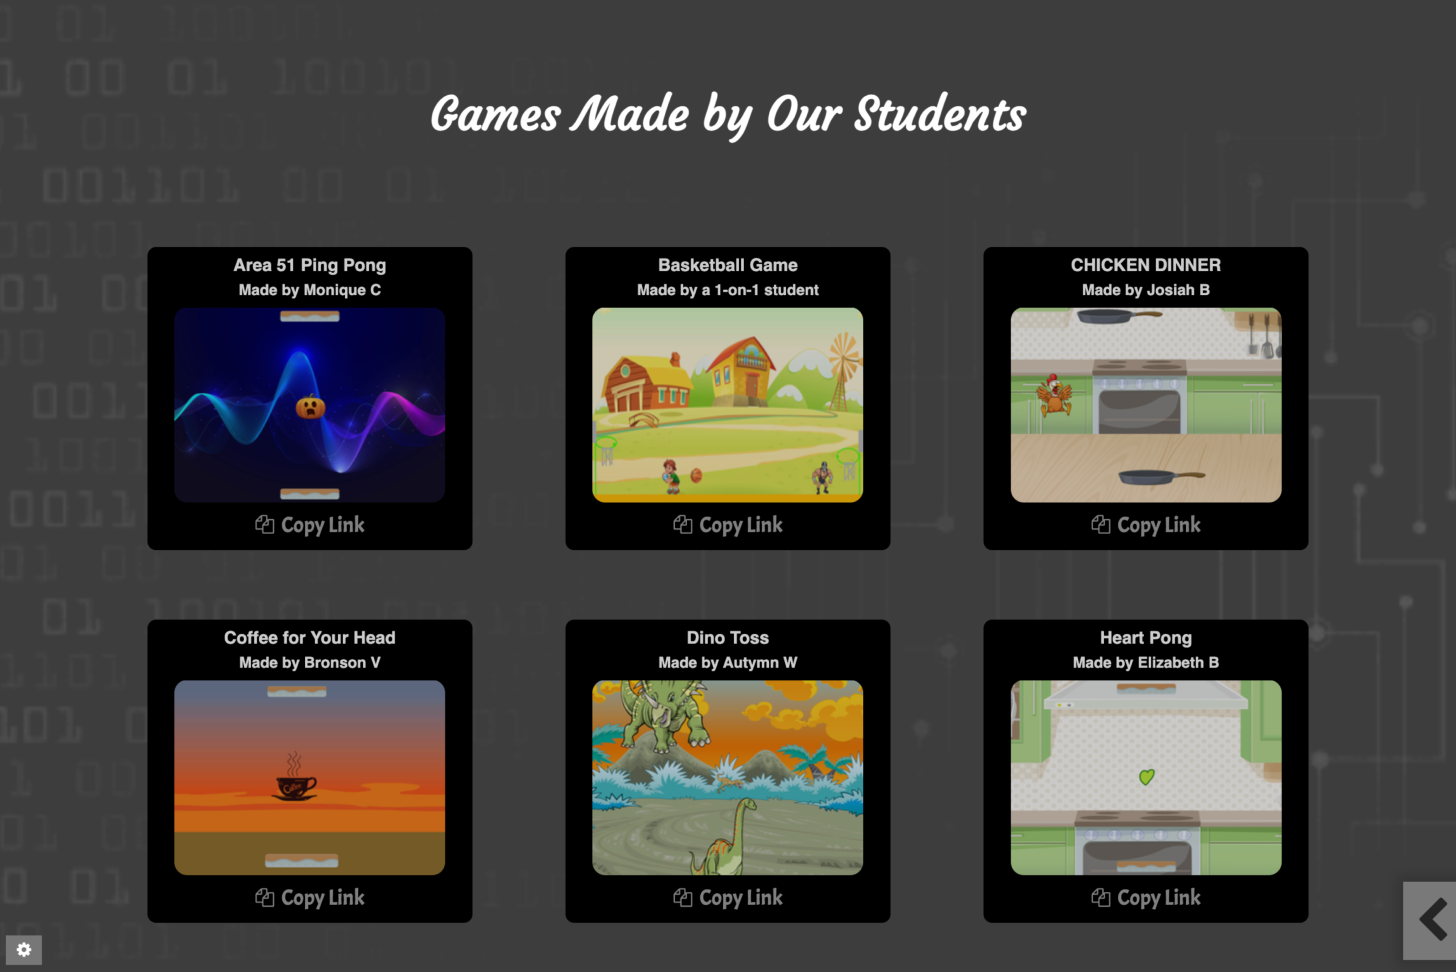 Games Made by Our Students
Area 51 Ping Pong
Made by Monique C
Copy Link
Basketball Game
Made by a 1-on-1 student
Copy Link
CHICKEN DINNER
Made by Josiah B
Copy Link
Coffee for Your Head
Made by Bronson V
Copy Link
Dino Toss
Made by Autymn W
Copy Link
Heart Pong
Made by Elizabeth B
Copy Link